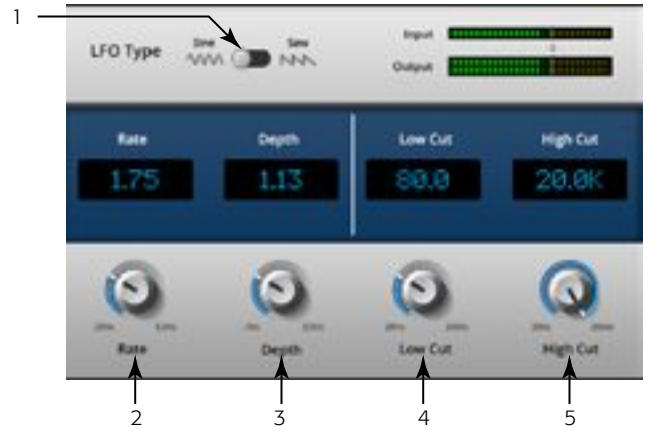 1
LFO Type
Sine
Saw
Input
Output
Rate
Depth
Low Cut
High Cut
1.75
1.13
80.0
20.0K
Rate
Depth
Low Cut
High Cut
2
3
4
5